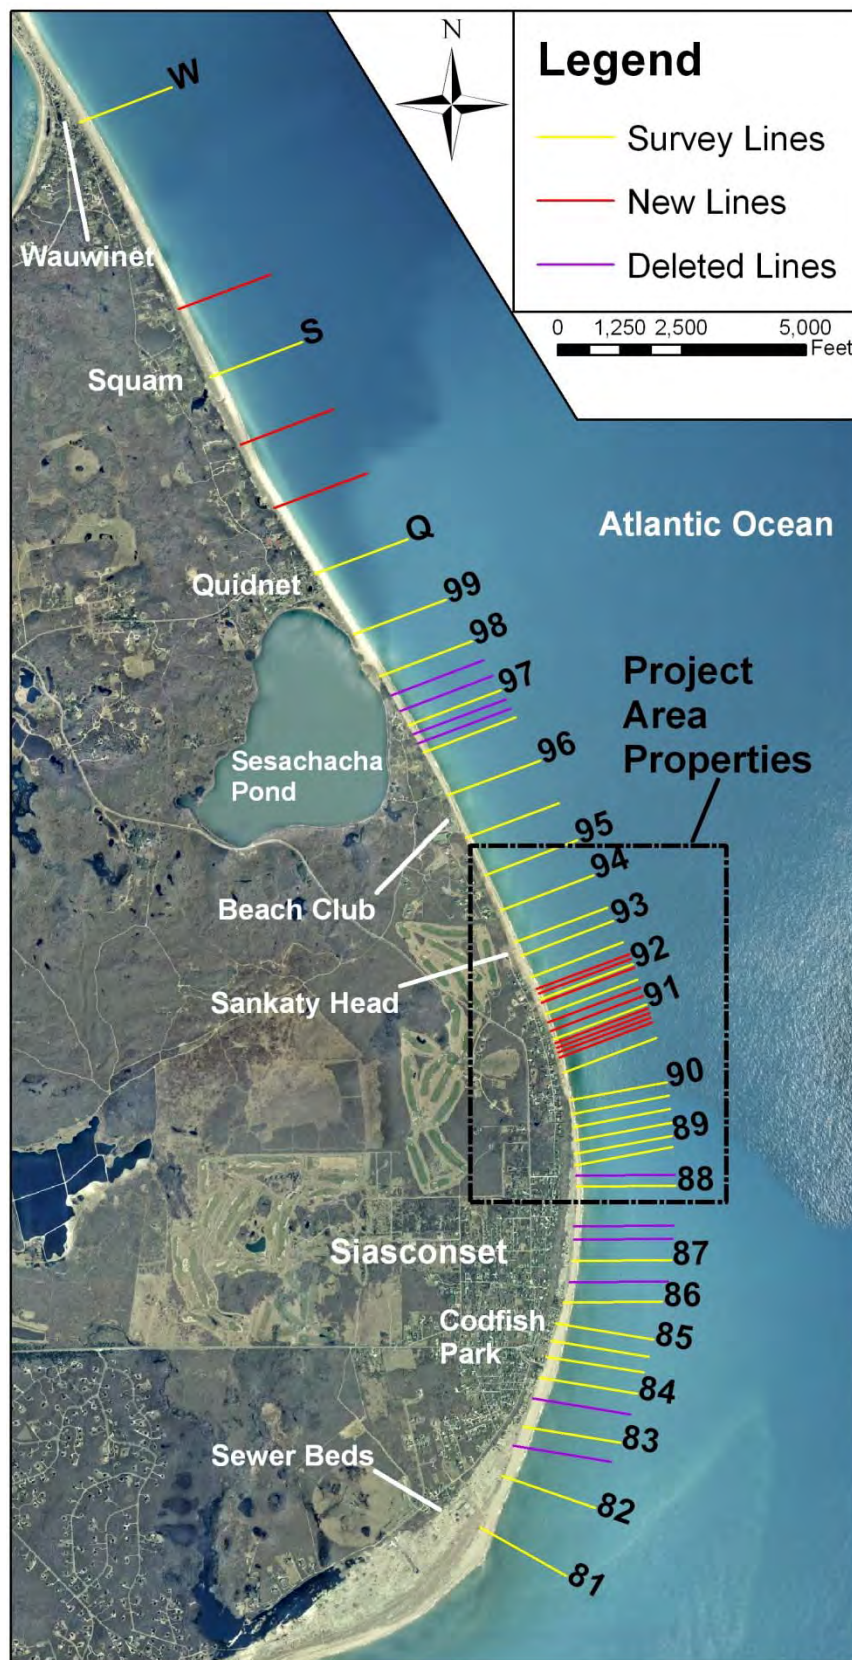 N
Legend
Survey Lines
New Lines
Deleted Lines
0 1,250 2,500 5,000
Feet
W
Wauwinet
S
Squam
Q
Atlantic Ocean
Quidnet
99
98
97
Project
Area
Properties
96
Sesachacha
Pond
95
94
Beach Club
93
92
Sankaty Head
91
90
89
88
Siasconset
87
86
Codfish
Park
85
84
83
Sewer Beds
82
81